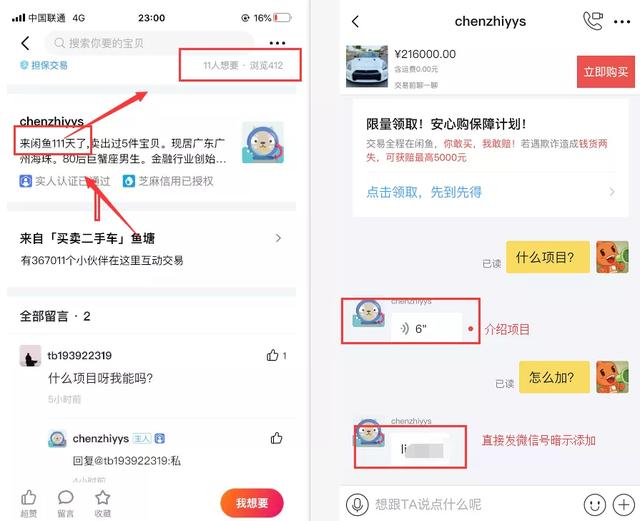 中国联通
23:00
16%
搜索你要的宝贝
担保交易
11人想要 · 浏览412
chenzhiyys
来闲鱼111天了,卖出过5件宝贝。现居广东广
州海珠。80后巨蟹座男生。金融行业创始...
实人认证已通过
芝麻信用已授权
来自「买卖二手车」鱼塘
有367011个小伙伴在这里互动交易
全部留言 · 2
tb193922319
1
什么项目呀我能吗?
5小时前
chenzhiyys 主人
回复@tb193922319:私
4小时前
超赞
留言
收藏
我想要
chenzhiyys
¥216000.00
含运费0.00元
交易前聊一聊
立即购买
限量领取!安心购保障计划!
交易全程在闲鱼,你敢买,我敢赔!若遇欺诈造成钱货两
失,可获赔最高5000元
点击领取,先到先得
已读
什么项目?
chenzhiyys
6"
介绍项目
已读
怎么加?
chenzhiyys
li
直接发微信号暗示添加
想跟TA说点什么呢